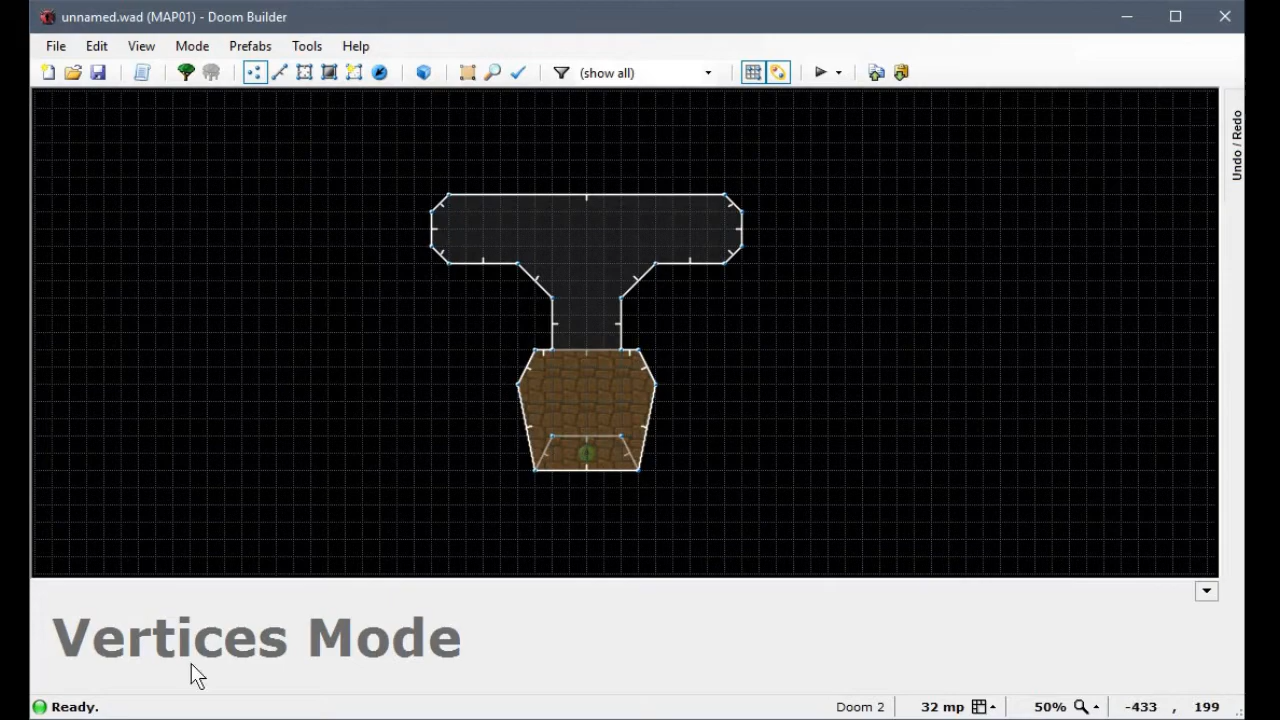 unnamed.wad (MAP01) - Doom Builder
File Edit View Mode Prefabs Tools Help
(show all)
Undo / Redo
Vertices Mode
Ready.
Doom 2 32 mp 50% -433 , 199